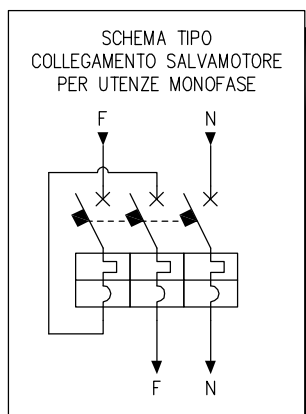 SCHEMA TIPO
COLLEGAMENTO SALVAMOTORE
PER UTENZE MONOFASE
F N
F N